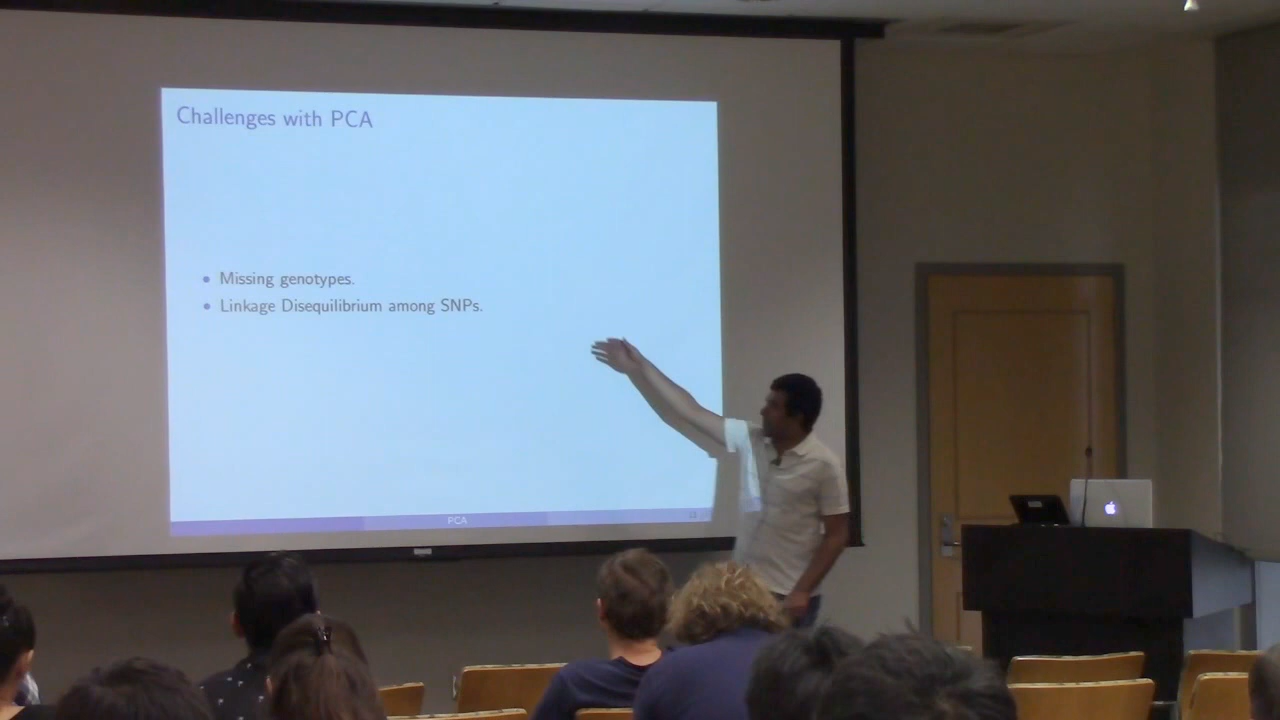 Challenges with PCA
• Missing genotypes.
• Linkage Disequilibrium among SNPs.
PCA